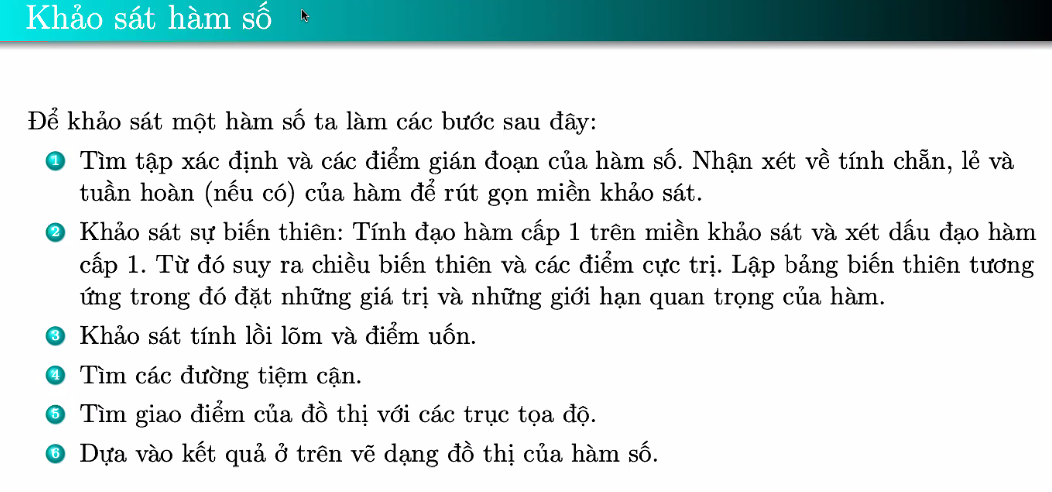 Khảo sát hàm số
Để khảo sát một hàm số ta làm các bước sau đây:
1 Tìm tập xác định và các điểm gián đoạn của hàm số. Nhận xét về tính chẵn, lẻ và
tuần hoàn (nếu có) của hàm để rút gọn miền khảo sát.
2 Khảo sát sự biến thiên: Tính đạo hàm cấp 1 trên miền khảo sát và xét dấu đạo hàm
cấp 1. Từ đó suy ra chiều biến thiên và các điểm cực trị. Lập bảng biến thiên tương
ứng trong đó đặt những giá trị và những giới hạn quan trọng của hàm.
3 Khảo sát tính lồi lõm và điểm uốn.
4 Tìm các đường tiệm cận.
5 Tìm giao điểm của đồ thị với các trục tọa độ.
6 Dựa vào kết quả ở trên vẽ dạng đồ thị của hàm số.